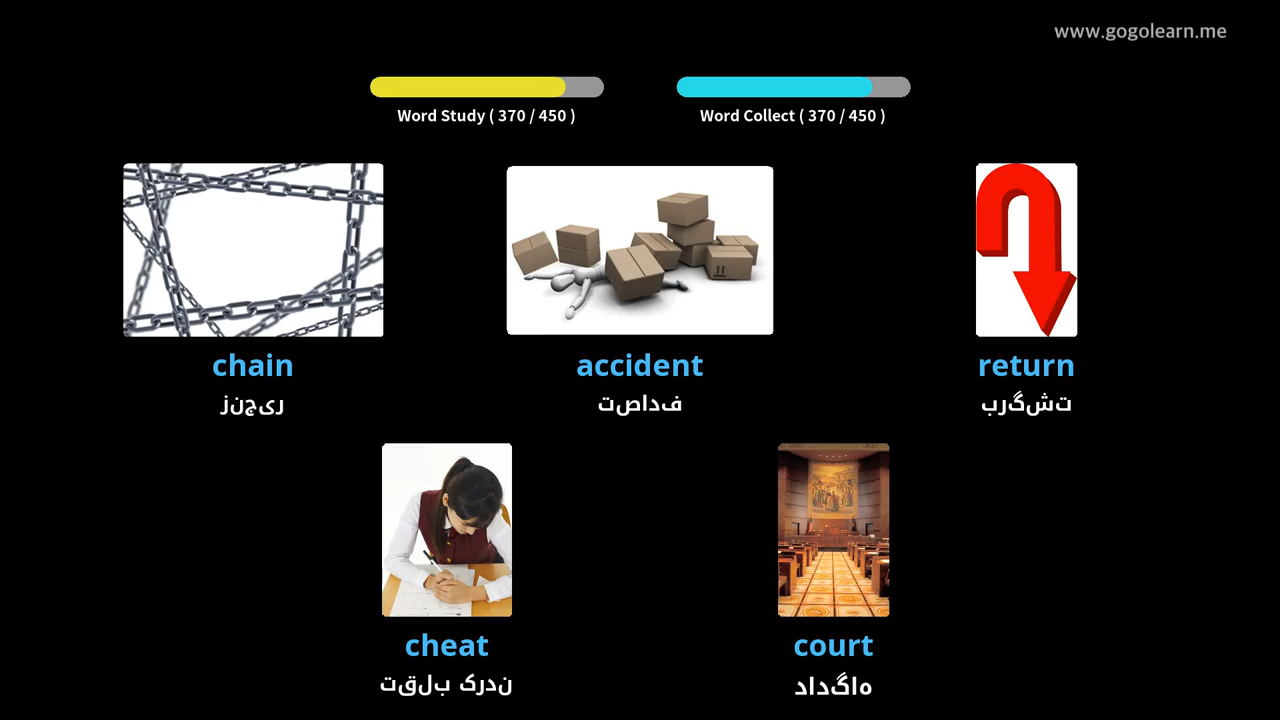 www.gogolearn.me
Word Study ( 370 / 450 )
Word Collect ( 370 / 450 )
chain
زنجیر
accident
تصادف
return
برگشت
cheat
تقلب کردن
court
دادگاه